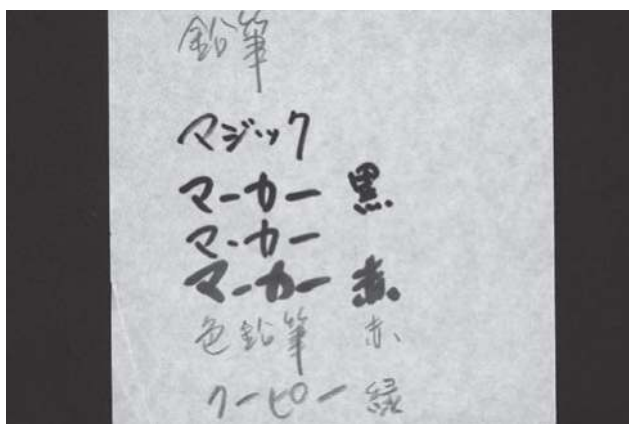 鉛筆
マジック
マーカー 黒
マーカー
マーカー 赤
色鉛筆 赤
クーピー 緑